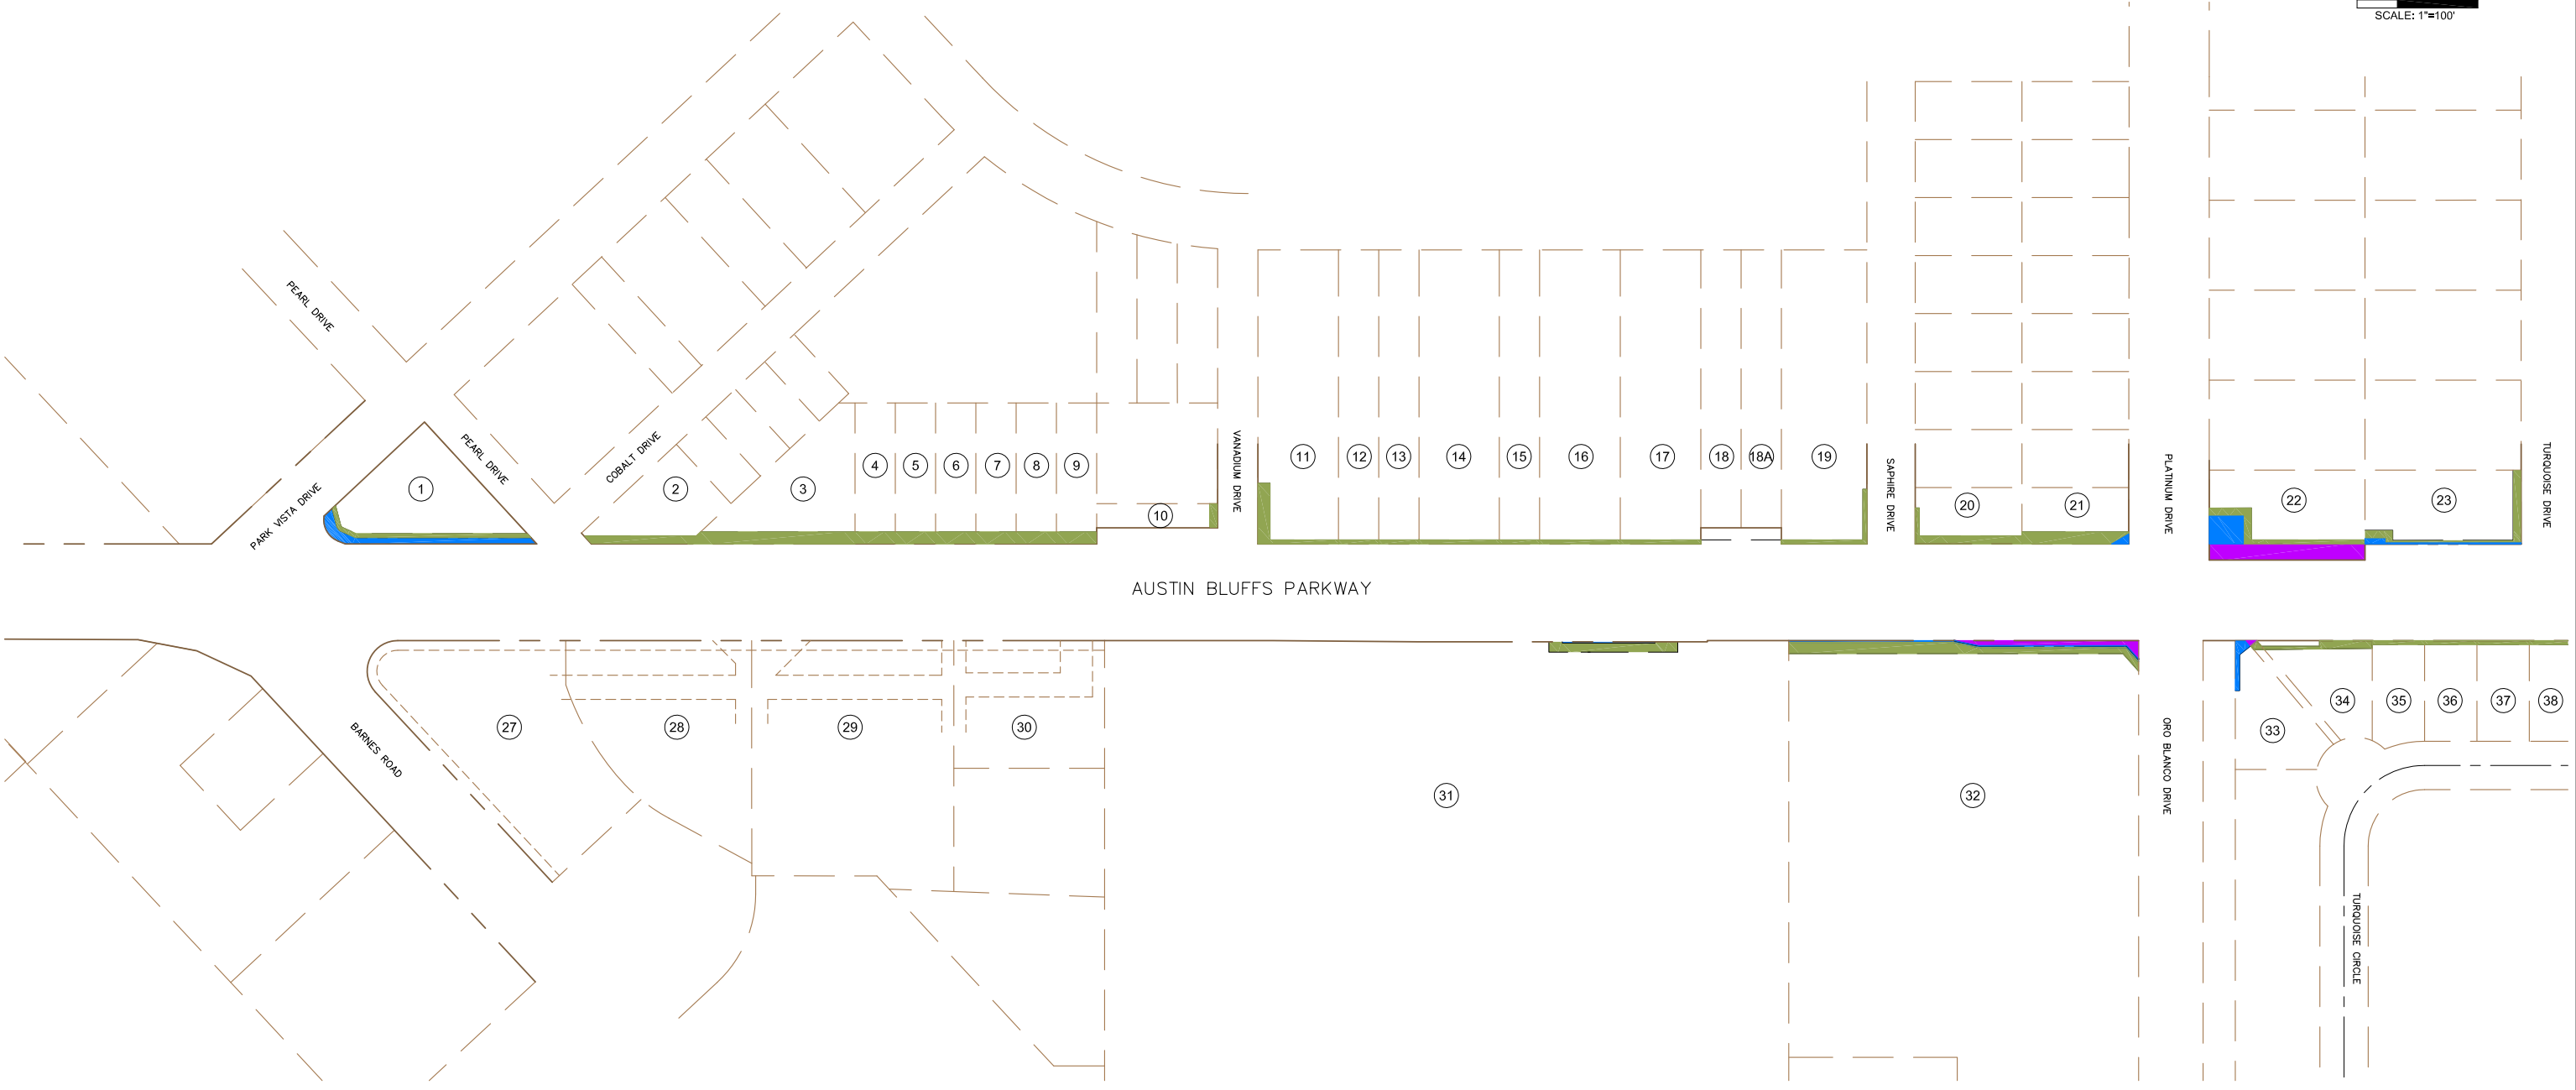 SCALE: 1"=100'
PEARL DRIVE
PEARL DRIVE
COBALT DRIVE
PARK VISTA DRIVE
VANADIUM DRIVE
SAPHIRE DRIVE
PLATINUM DRIVE
TURQUOISE DRIVE
1
2
3
4
5
6
7
8
9
10
11
12
13
14
15
16
17
18
18A
19
20
21
22
23
AUSTIN BLUFFS PARKWAY
BARNES ROAD
27
28
29
30
31
32
ORO BLANCO DRIVE
33
34
35
36
37
38
TURQUOISE CIRCLE